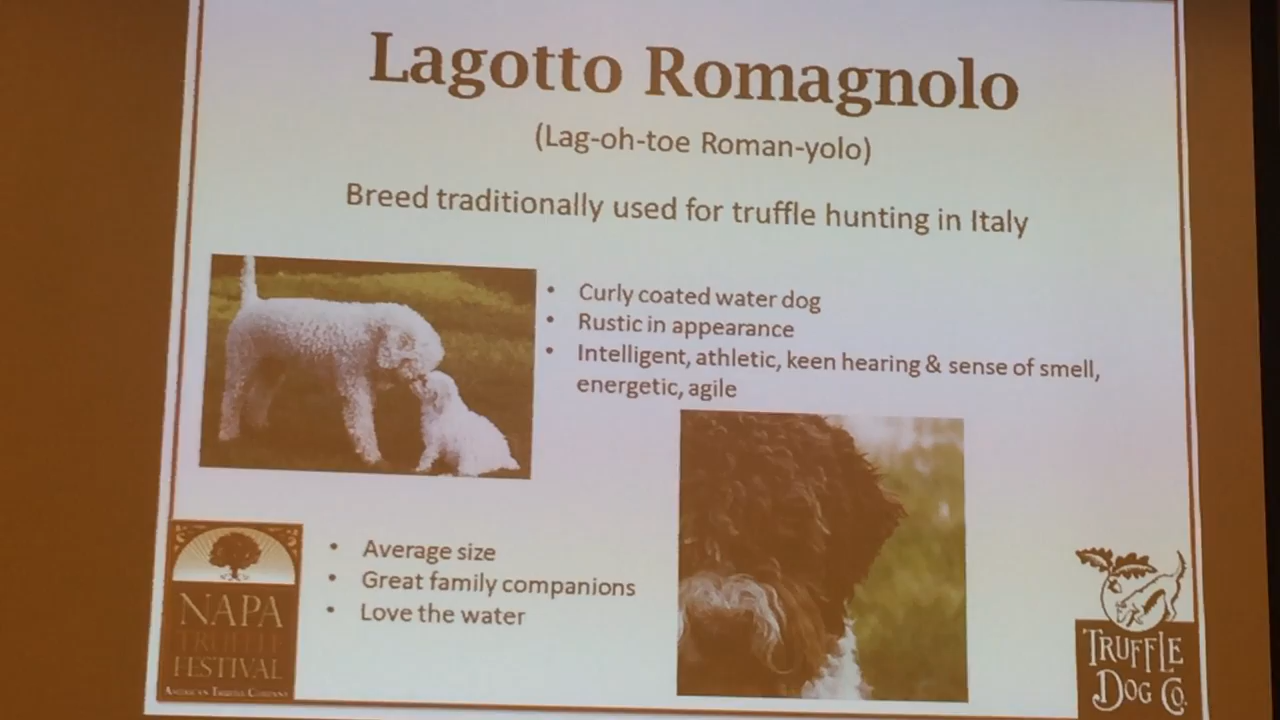 Lagotto Romagnolo
(Lag-oh-toe Roman-yolo)
Breed traditionally used for truffle hunting in Italy
• Curly coated water dog
• Rustic in appearance
• Intelligent, athletic, keen hearing & sense of smell,
energetic, agile
• Average size
• Great family companions
• Love the water
NAPA
TRUFFLE
FESTIVAL
AMERICAN TRUFFLE COMPANY
TRUFFLE
DOG CO.